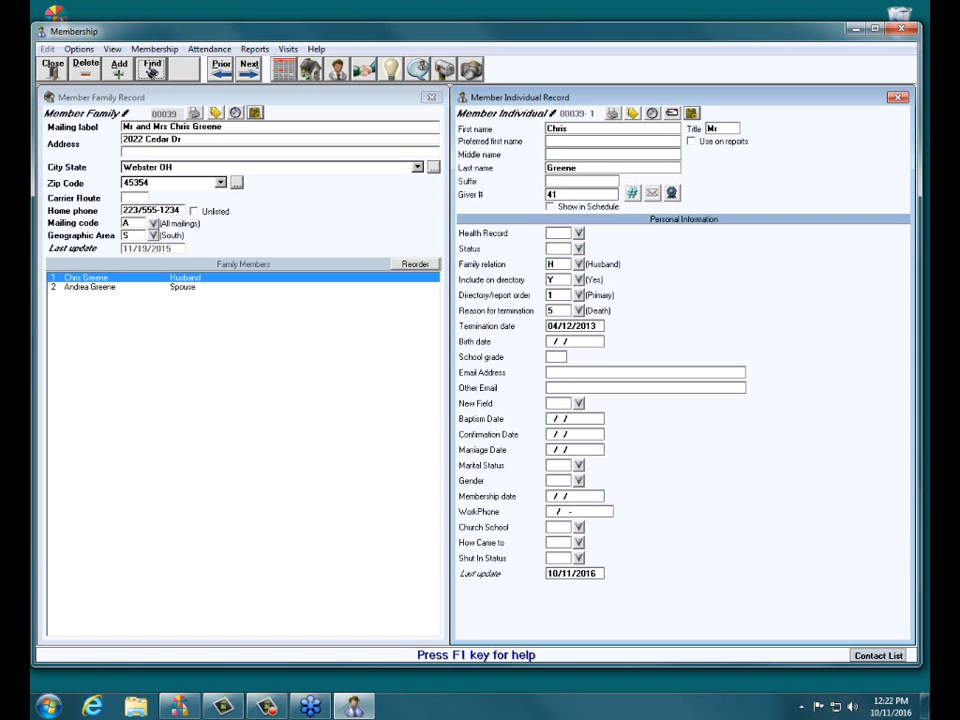 Membership
Edit Options View Membership Attendance Reports Visits Help
Close Delete Add Find Prior Next
Member Family Record
Member Family # 00039
Mailing label Mr and Mrs Chris Greene
Address 2022 Cedar Dr
City State Webster OH
Zip Code 45354
Carrier Route
Home phone 223/555-1234 Unlisted
Mailing code A (All mailings)
Geographic Area S (South)
Last update 11/19/2015
Family Members Reorder
1 Chris Greene Husband
2 Andrea Greene Spouse
Member Individual Record
Member Individual # 00039- 1
First name Chris Title Mr
Preferred first name Use on reports
Middle name
Last name Greene
Suffix
Giver # 41
Show in Schedule
Personal Information
Health Record
Status
Family relation H (Husband)
Include on directory Y (Yes)
Directory/report order 1 (Primary)
Reason for termination 5 (Death)
Termination date 04/12/2013
Birth date / /
School grade
Email Address
Other Email
New Field
Baptism Date / /
Confirmation Date / /
Marriage Date / /
Marital Status
Gender
Membership date / /
WorkPhone / -
Church School
How Came to
Shut In Status
Last update 10/11/2016
Press F1 key for help
Contact List
12:22 PM
10/11/2016